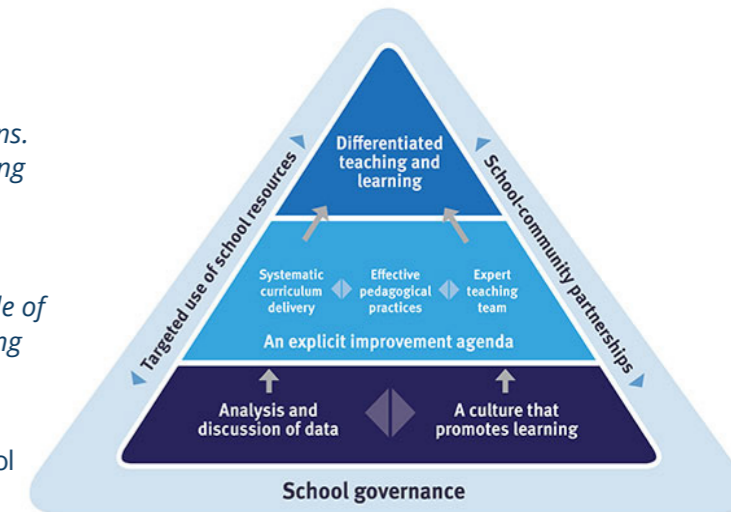 ns.
ng
le of
ng
ol
Differentiated
teaching and
learning
Targeted use of school resources
School-community partnerships
Systematic
curriculum
delivery
Effective
pedagogical
practices
Expert
teaching
team
An explicit improvement agenda
Analysis and
discussion of data
A culture that
promotes learning
School governance